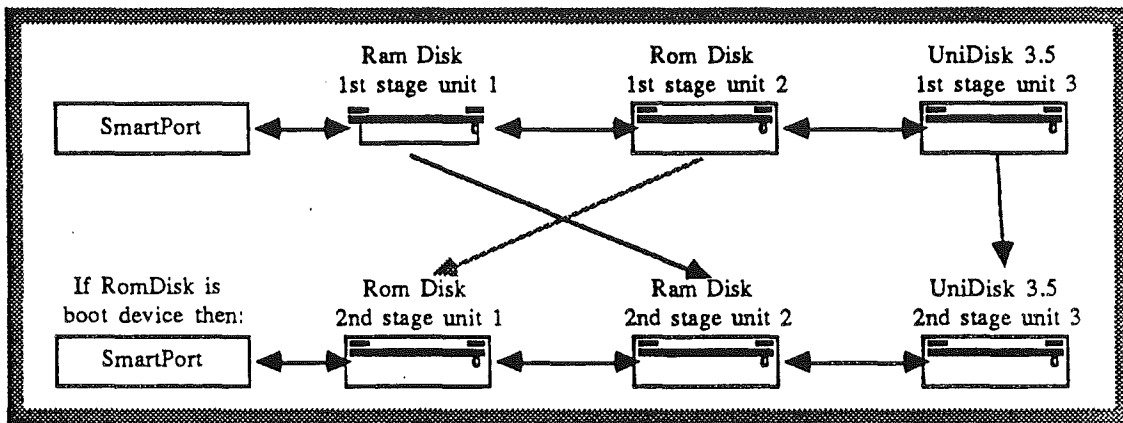 Ram Disk
1st stage unit 1
Rom Disk
1st stage unit 2
UniDisk 3.5
1st stage unit 3
SmartPort
If RomDisk is
boot device then:
Rom Disk
2nd stage unit 1
Ram Disk
2nd stage unit 2
UniDisk 3.5
2nd stage unit 3
SmartPort